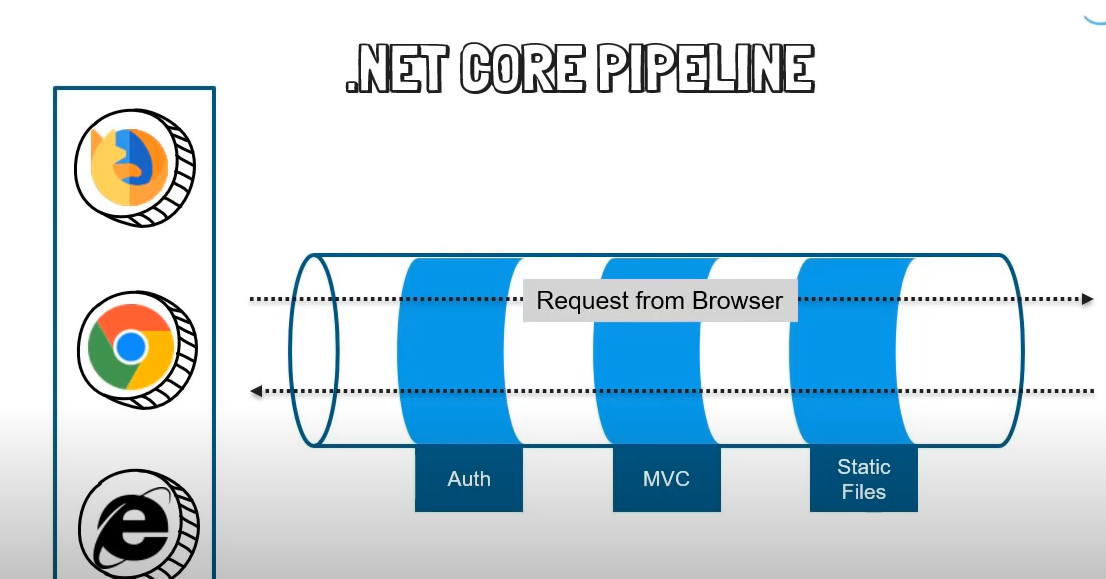 .NET CORE PIPELINE
Request from Browser
Auth
MVC
Static
Files